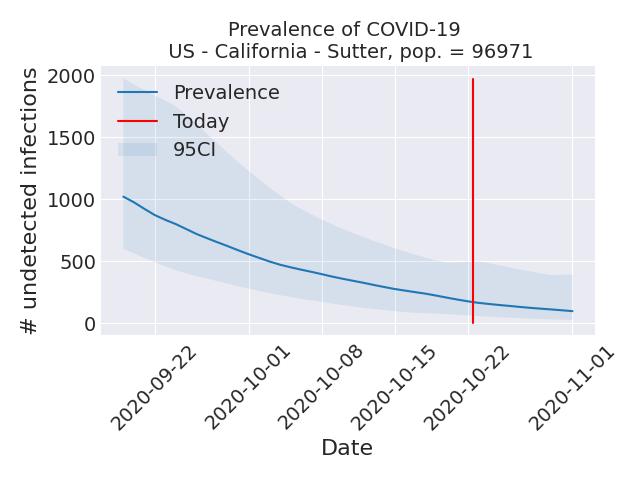 Prevalence of COVID-19
US - California - Sutter, pop. = 96971
# undetected infections
2000
1500
1000
500
0
Prevalence
Today
95CI
2020-09-22
2020-10-01
2020-10-08
2020-10-15
2020-10-22
2020-11-01
Date